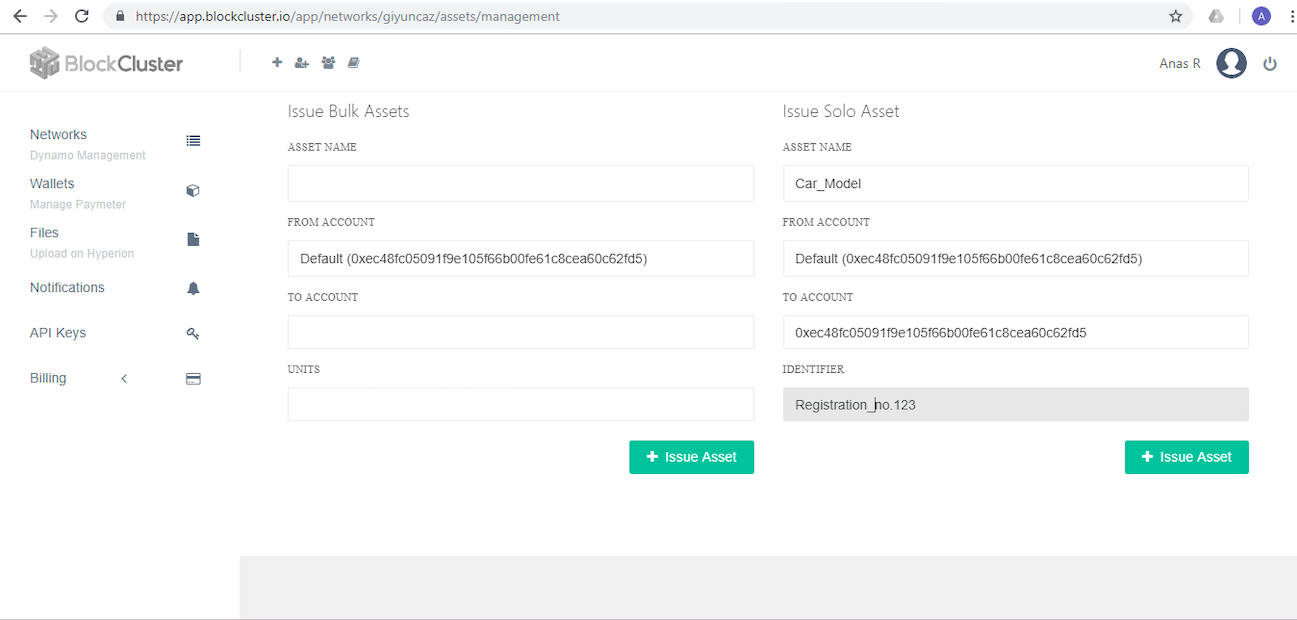 https://app.blockcluster.io/app/networks/giyuncaz/assets/management
A
BlockCluster
Anas R
Networks
Dynamo Management
Wallets
Manage Paymeter
Files
Upload on Hyperion
Notifications
API Keys
Billing
Issue Bulk Assets
ASSET NAME
FROM ACCOUNT
Default (0xec48fc05091f9e105f66b00fe61c8cea60c62fd5)
TO ACCOUNT
UNITS
Issue Asset
Issue Solo Asset
ASSET NAME
Car_Model
FROM ACCOUNT
Default (0xec48fc05091f9e105f66b00fe61c8cea60c62fd5)
TO ACCOUNT
0xec48fc05091f9e105f66b00fe61c8cea60c62fd5
IDENTIFIER
Registration_no.123
Issue Asset